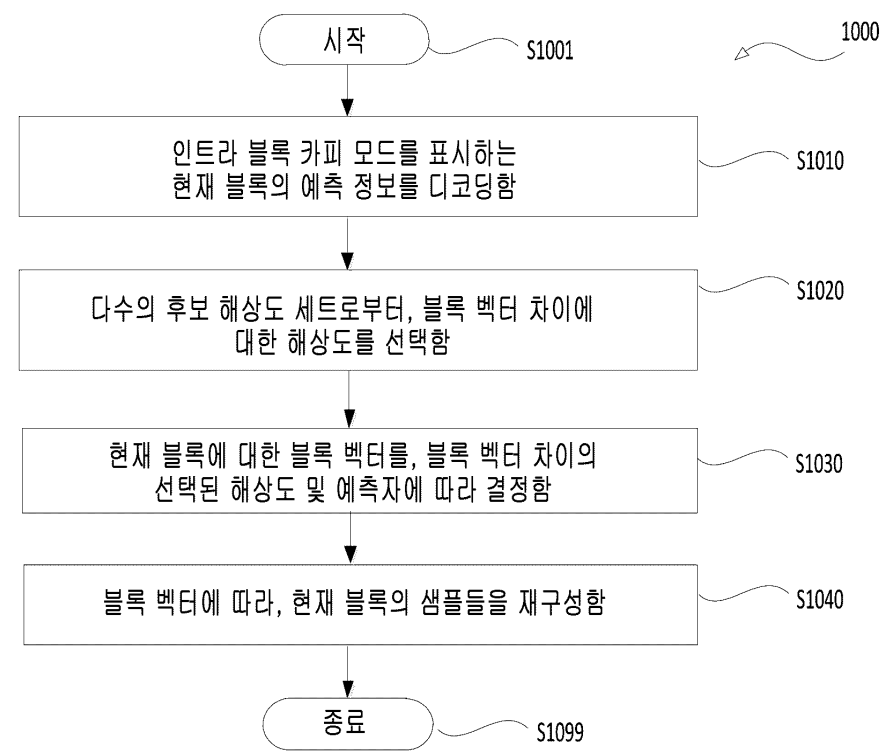 1000
시작
S1001
인트라 블록 카피 모드를 표시하는
현재 블록의 예측 정보를 디코딩함
S1010
다수의 후보 해상도 세트로부터, 블록 벡터 차이에
대한 해상도를 선택함
S1020
현재 블록에 대한 블록 벡터를, 블록 벡터 차이의
선택된 해상도 및 예측자에 따라 결정함
S1030
블록 벡터에 따라, 현재 블록의 샘플들을 재구성함
S1040
종료
S1099